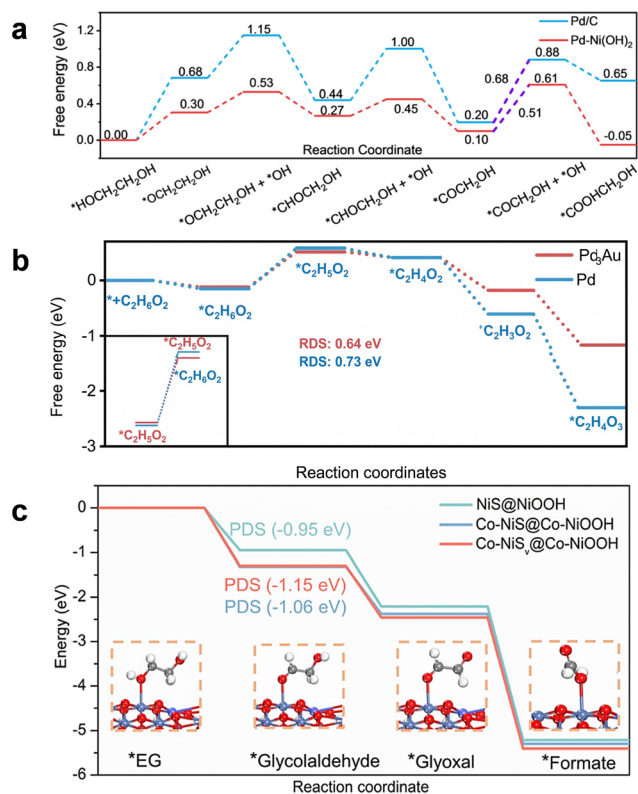 a
Free energy (eV)
1.2
0.8
0.4
0.0
0.00
0.68
1.15
0.44
1.00
0.20
0.68
0.88
0.65
0.30
0.53
0.27
0.45
0.10
0.51
0.61
-0.05
Pd/C
Pd-Ni(OH)₂
Reaction Coordinate
*HOCH₂CH₂OH
*OCH₂CH₂OH
*OCH₂CH₂OH + *OH
*CHOCH₂OH
*CHOCH₂OH + *OH
*COCH₂OH
*COCH₂OH + *OH
*COOHCH₂OH
b
Free energy (eV)
0
-1
-2
-3
*+C₂H₆O₂
*C₂H₆O₂
*C₂H₅O₂
*C₂H₄O₂
*C₂H₃O₂
*C₂H₄O₃
Pd₃Au
Pd
RDS: 0.64 eV
RDS: 0.73 eV
*C₂H₅O₂
*C₂H₆O₂
*C₂H₅O₂
Reaction coordinates
c
Energy (eV)
0
-1
-2
-3
-4
-5
-6
NiS@NiOOH
Co-NiS@Co-NiOOH
Co-NiSᵥ@Co-NiOOH
PDS (-0.95 eV)
PDS (-1.15 eV)
PDS (-1.06 eV)
*EG
*Glycolaldehyde
*Glyoxal
*Formate
Reaction coordinate